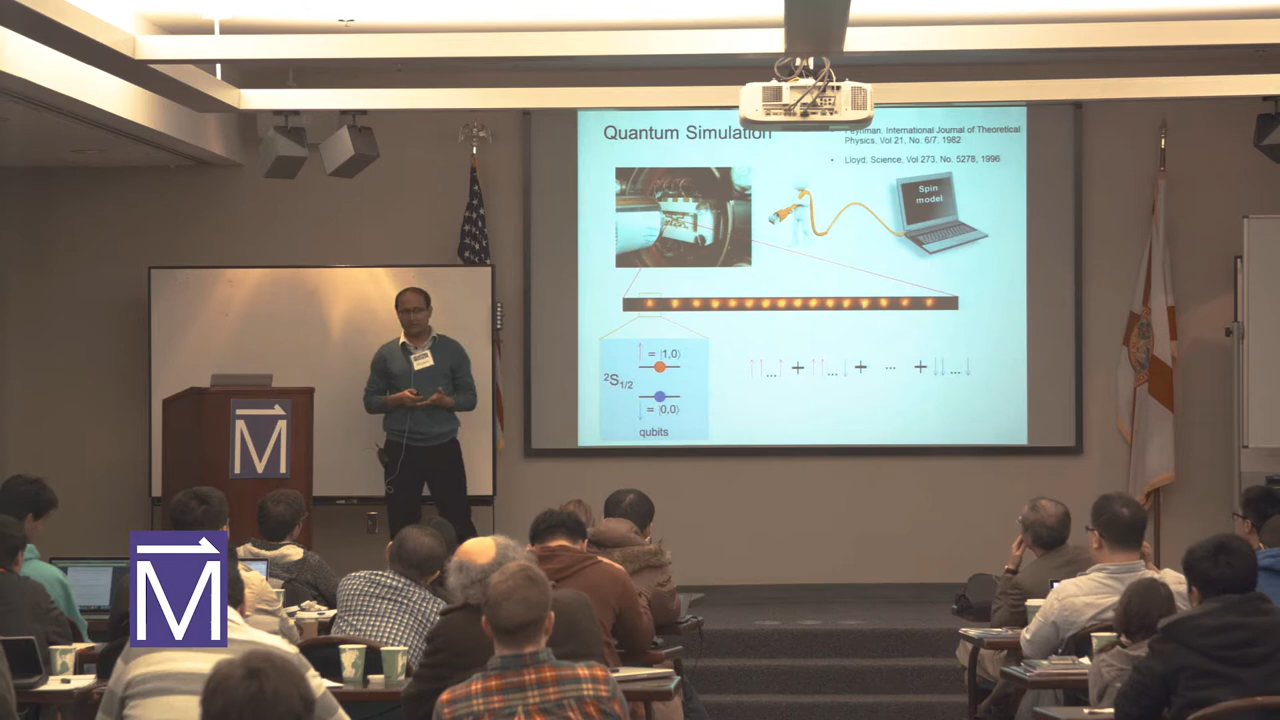 Quantum Simulation
Feynman, International Journal of Theoretical
Physics, Vol 21, No. 6/7, 1982
• Lloyd, Science, Vol 273, No. 5278, 1996
Spin
model
↑ = |1,0⟩
²S₁/₂
↓ = |0,0⟩
qubits
↑↑...↑ + ↑↑...↓ + ... + ↓↓...↓
M
M